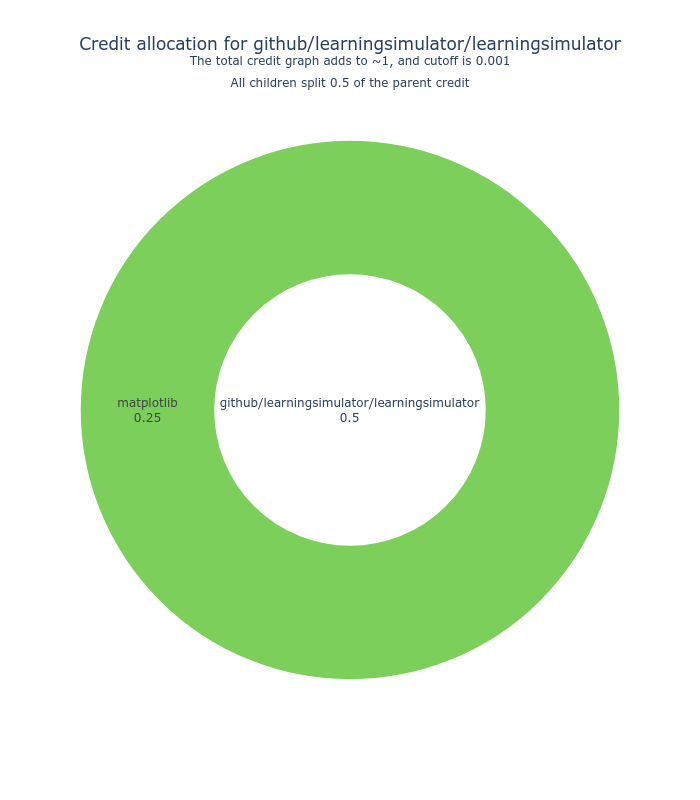 Credit allocation for github/learningsimulator/learningsimulator
The total credit graph adds to ~1, and cutoff is 0.001
All children split 0.5 of the parent credit
matplotlib
0.25
github/learningsimulator/learningsimulator
0.5